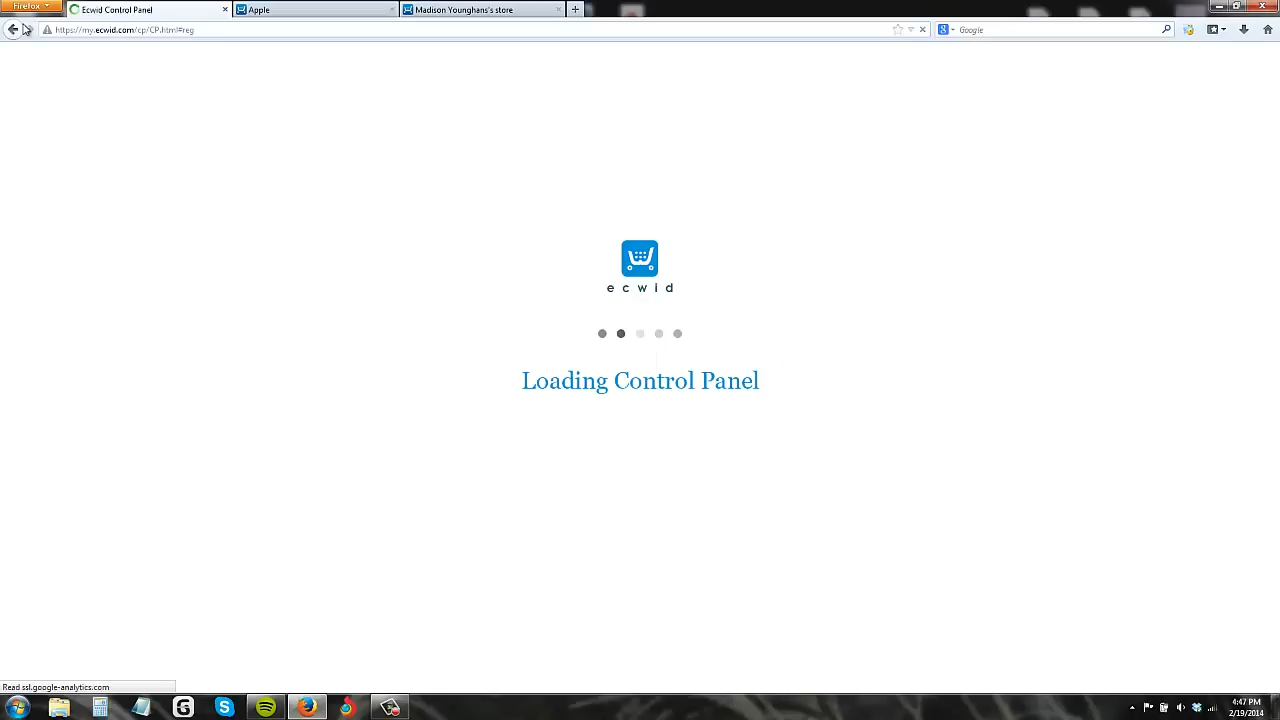 Firefox
Ecwid Control Panel
Apple
Madison Younghans's store
https://my.ecwid.com/cp/CP.html#reg
Google
ecwid
Loading Control Panel
Read ssl.google-analytics.com
4:47 PM
2/19/2014